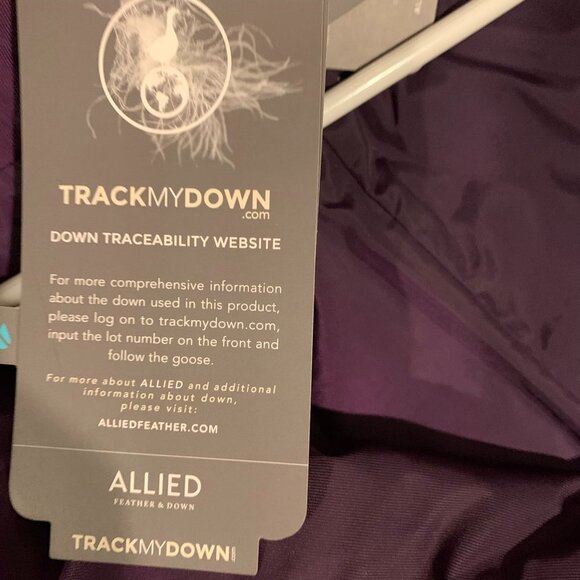 TRACKMYDOWN
.com
DOWN TRACEABILITY WEBSITE
For more comprehensive information
about the down used in this product,
please log on to trackmydown.com,
input the lot number on the front and
follow the goose.
For more about ALLIED and additional
information about down,
please visit:
ALLIEDFEATHER.COM
ALLIED
FEATHER & DOWN
TRACKMYDOWN.com